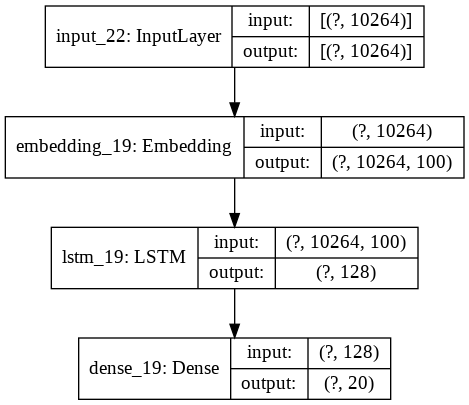 input_22: InputLayer
input: [(?, 10264)]
output: [(?, 10264)]
embedding_19: Embedding
input: (?, 10264)
output: (?, 10264, 100)
lstm_19: LSTM
input: (?, 10264, 100)
output: (?, 128)
dense_19: Dense
input: (?, 128)
output: (?, 20)